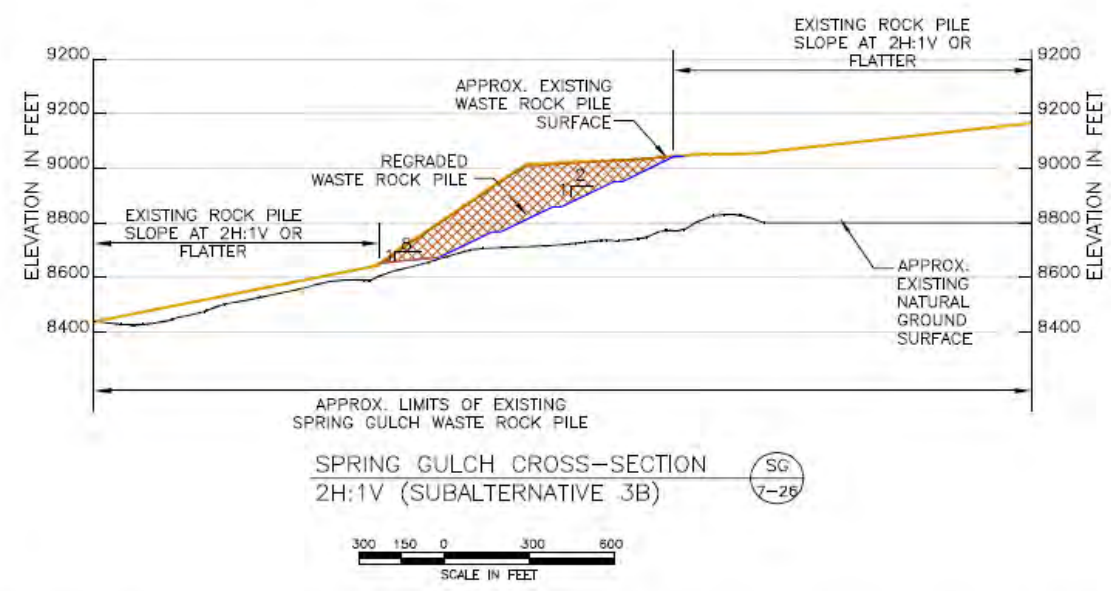 EXISTING ROCK PILE
SLOPE AT 2H:1V OR
FLATTER
9200
9200
APPROX. EXISTING
WASTE ROCK PILE
SURFACE
9200
9200
REGRADED
WASTE ROCK PILE
9000
9000
2
1
EXISTING ROCK PILE
SLOPE AT 2H:1V OR
FLATTER
8800
8800
8
1
8600
8600
APPROX.
EXISTING
NATURAL
GROUND
SURFACE
8400
8400
ELEVATION IN FEET
ELEVATION IN FEET
APPROX. LIMITS OF EXISTING
SPRING GULCH WASTE ROCK PILE
SPRING GULCH CROSS-SECTION
2H:1V (SUBALTERNATIVE 3B)
SG
7-26
300 150 0 300 600
SCALE IN FEET